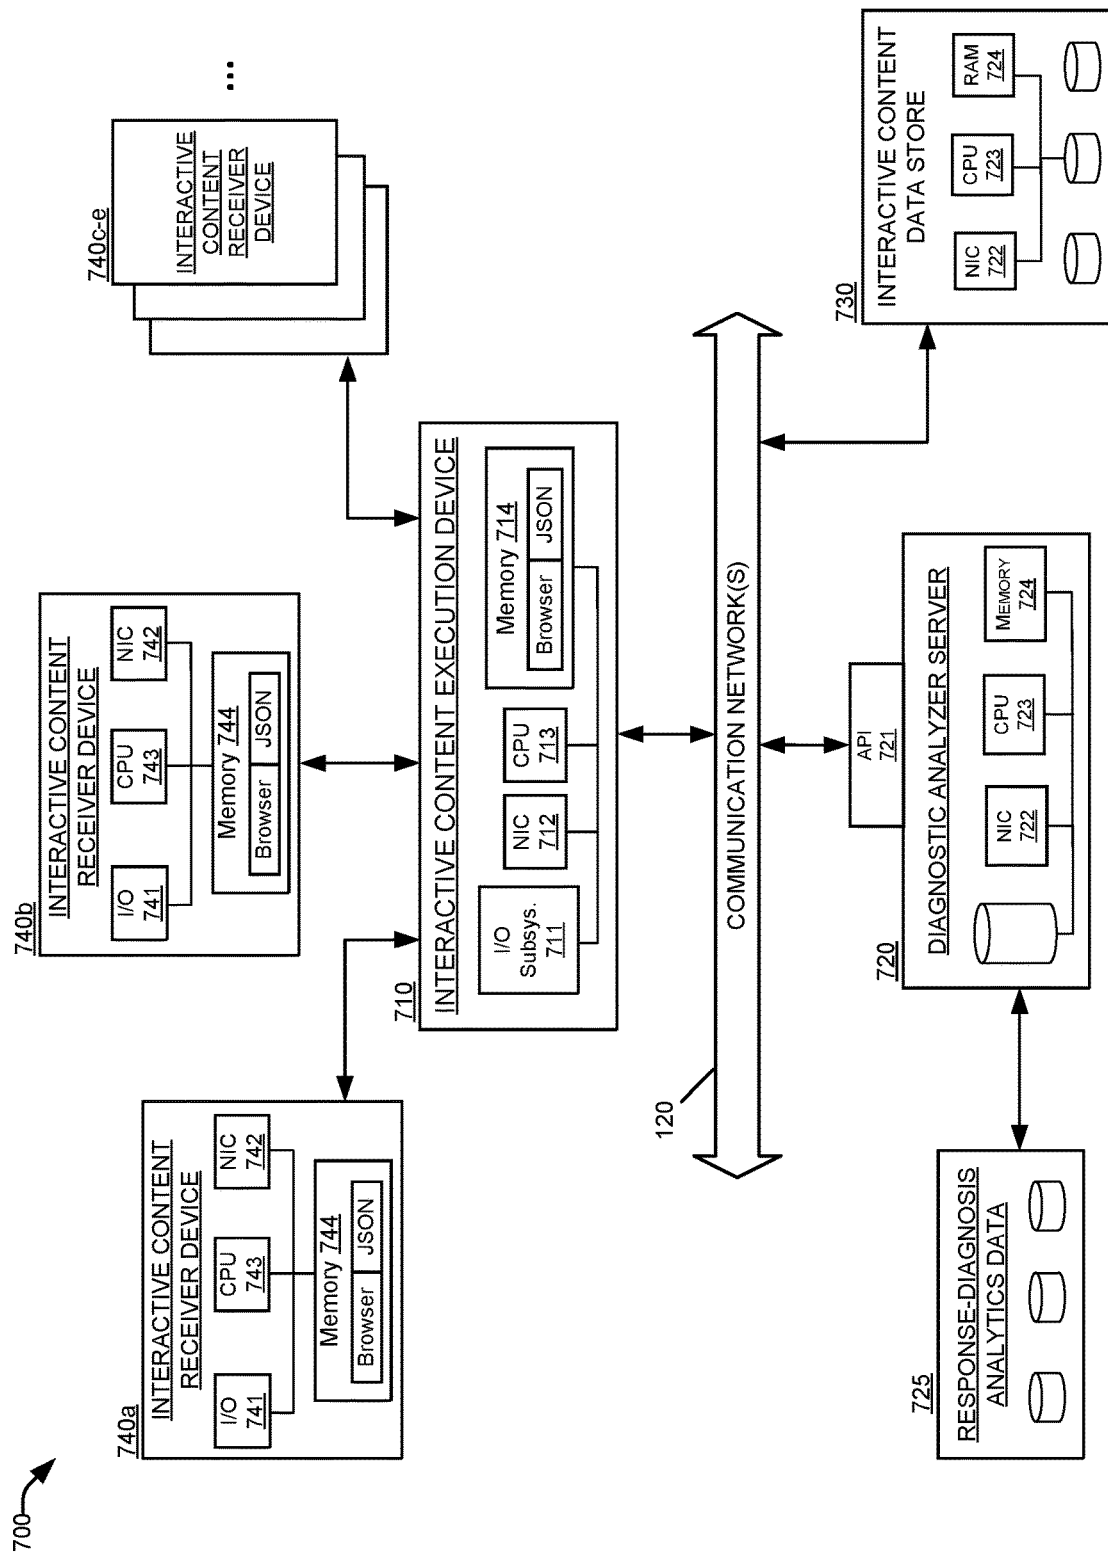 700
740a
INTERACTIVE CONTENT
RECEIVER DEVICE
I/O
741
CPU
743
NIC
742
Memory 744
Browser
JSON
740b
INTERACTIVE CONTENT
RECEIVER DEVICE
I/O
741
CPU
743
NIC
742
Memory 744
Browser
JSON
740c-e
INTERACTIVE
CONTENT
RECEIVER
DEVICE
...
710
INTERACTIVE CONTENT EXECUTION DEVICE
I/O
Subsys.
711
NIC
712
CPU
713
Memory 714
Browser
JSON
120
COMMUNICATION NETWORK(S)
725
RESPONSE-DIAGNOSIS
ANALYTICS DATA
API
721
720
DIAGNOSTIC ANALYZER SERVER
NIC
722
CPU
723
MEMORY
724
730
INTERACTIVE CONTENT
DATA STORE
NIC
722
CPU
723
RAM
724